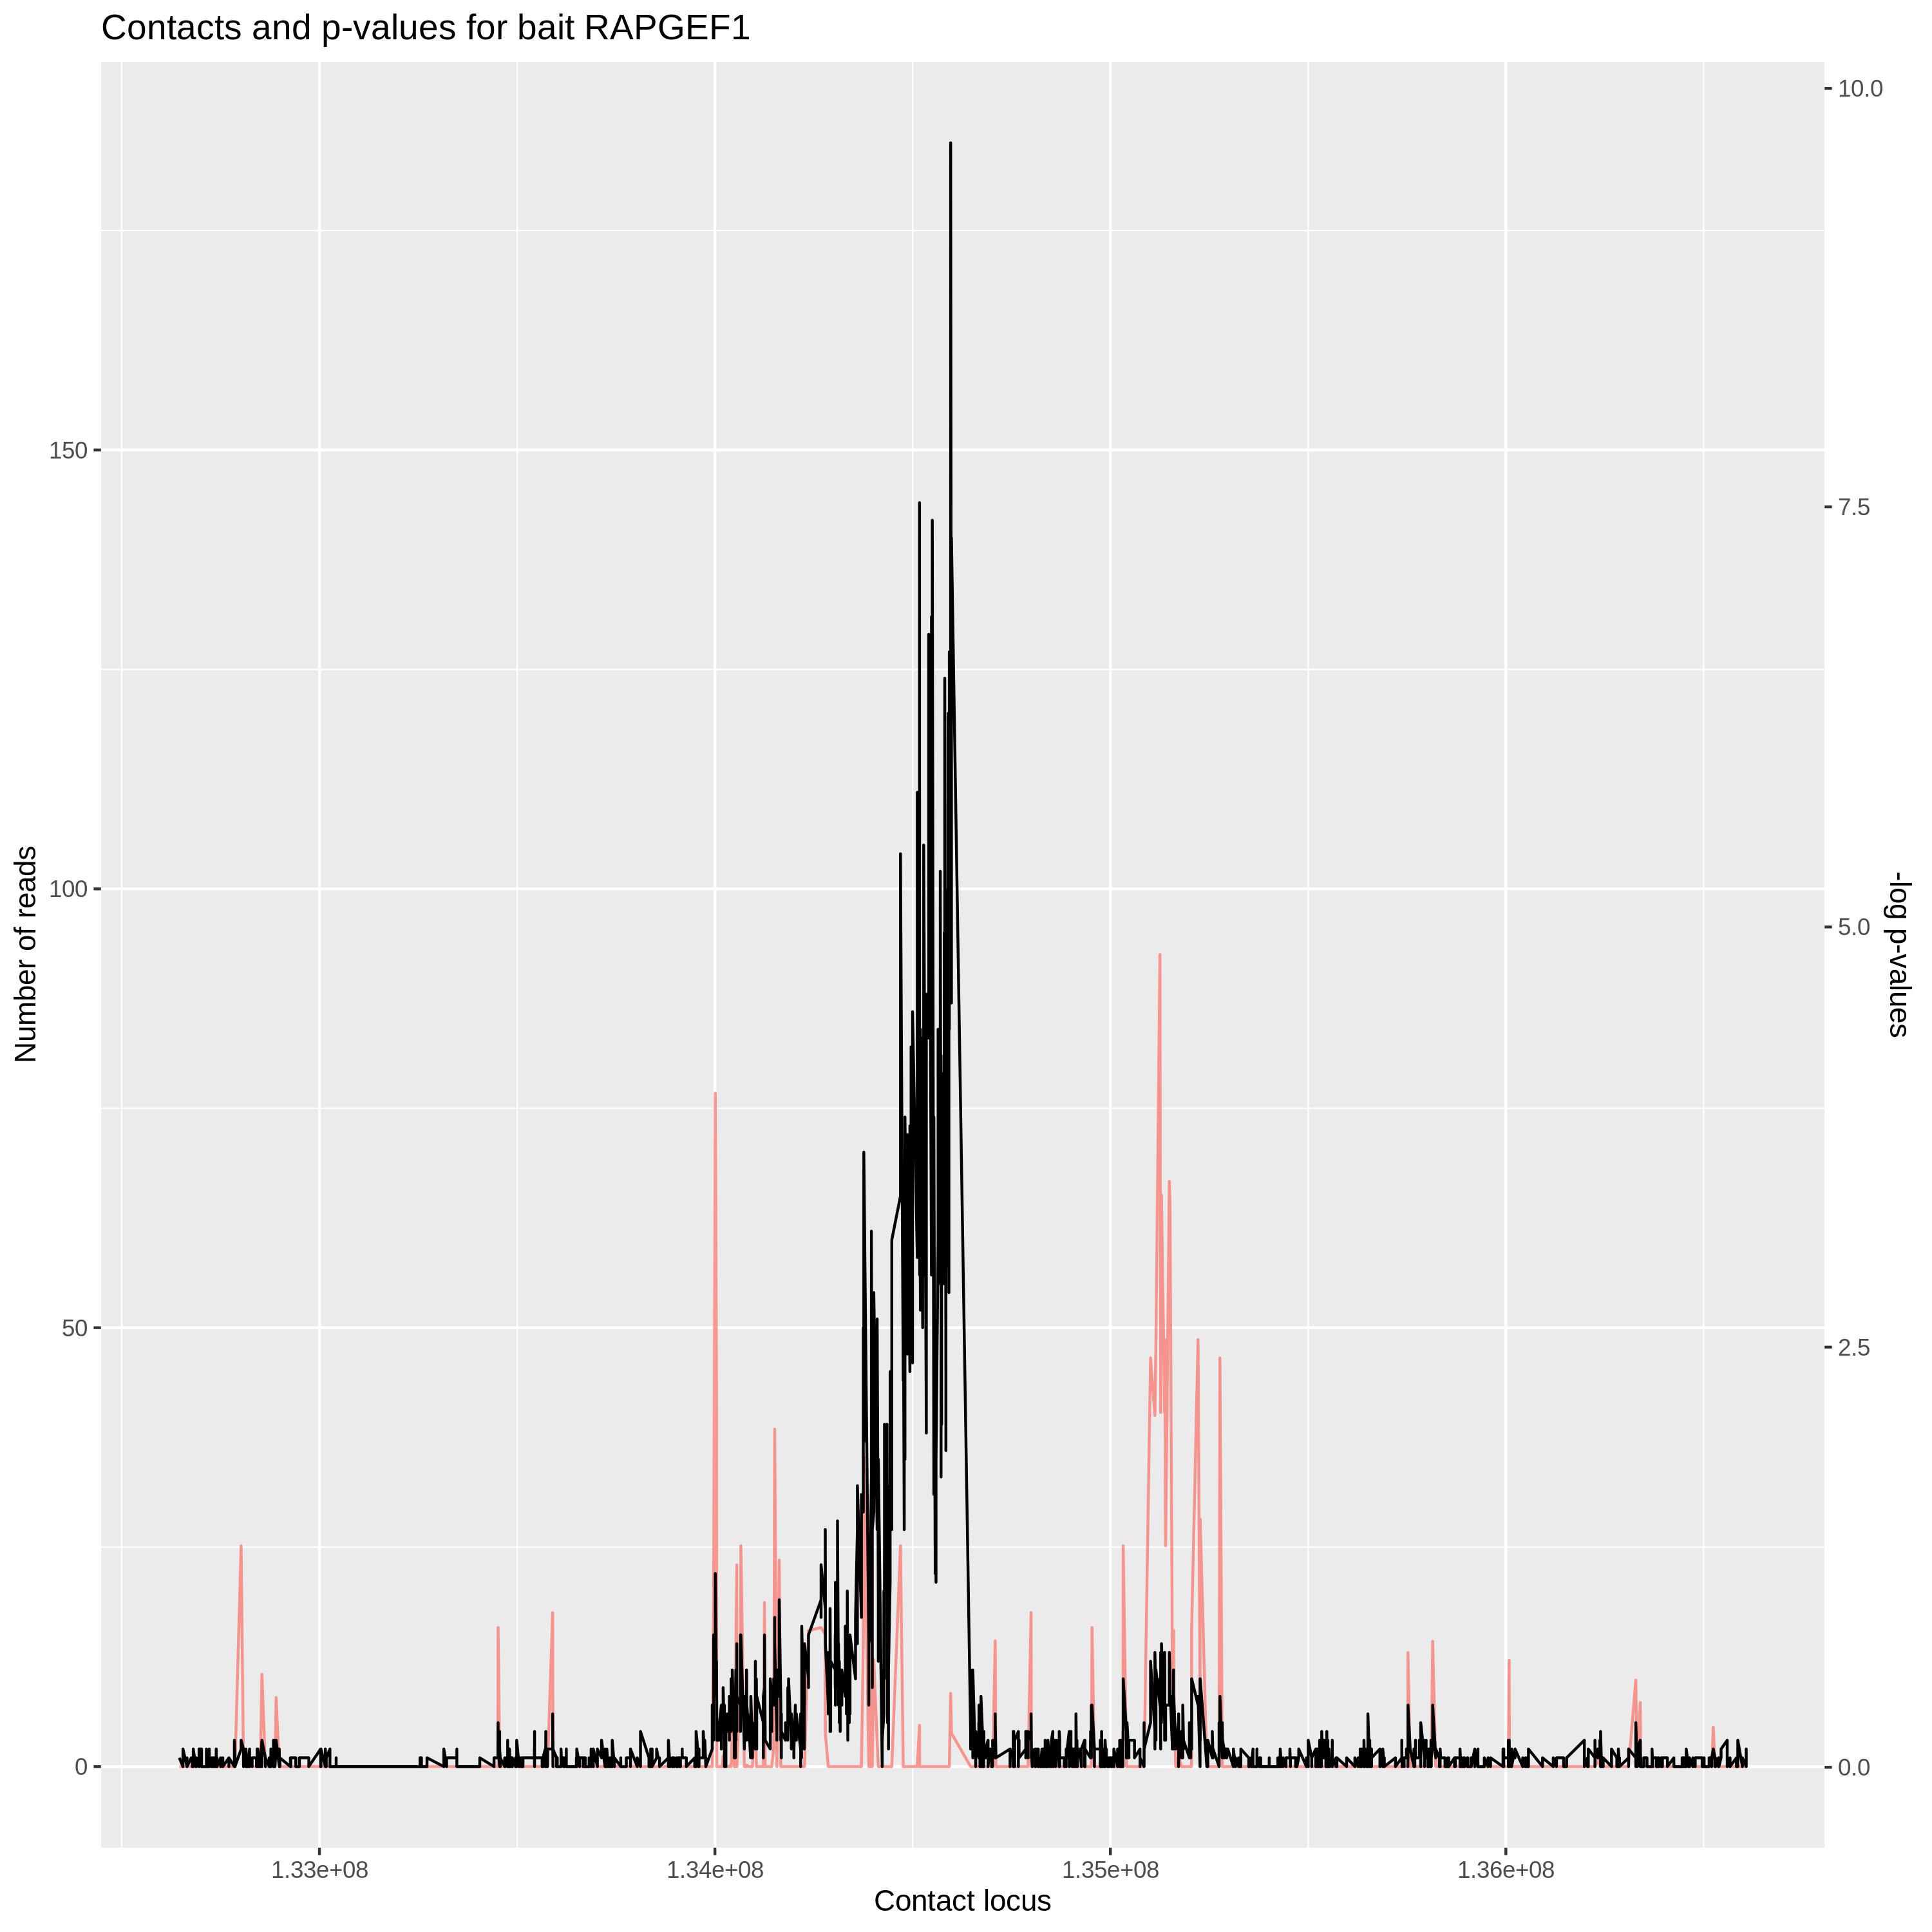 Contacts and p-values for bait RAPGEF1
10.0
7.5
5.0
2.5
0.0
-log p-values
150
100
50
0
Number of reads
1.33e+08
1.34e+08
1.35e+08
1.36e+08
Contact locus